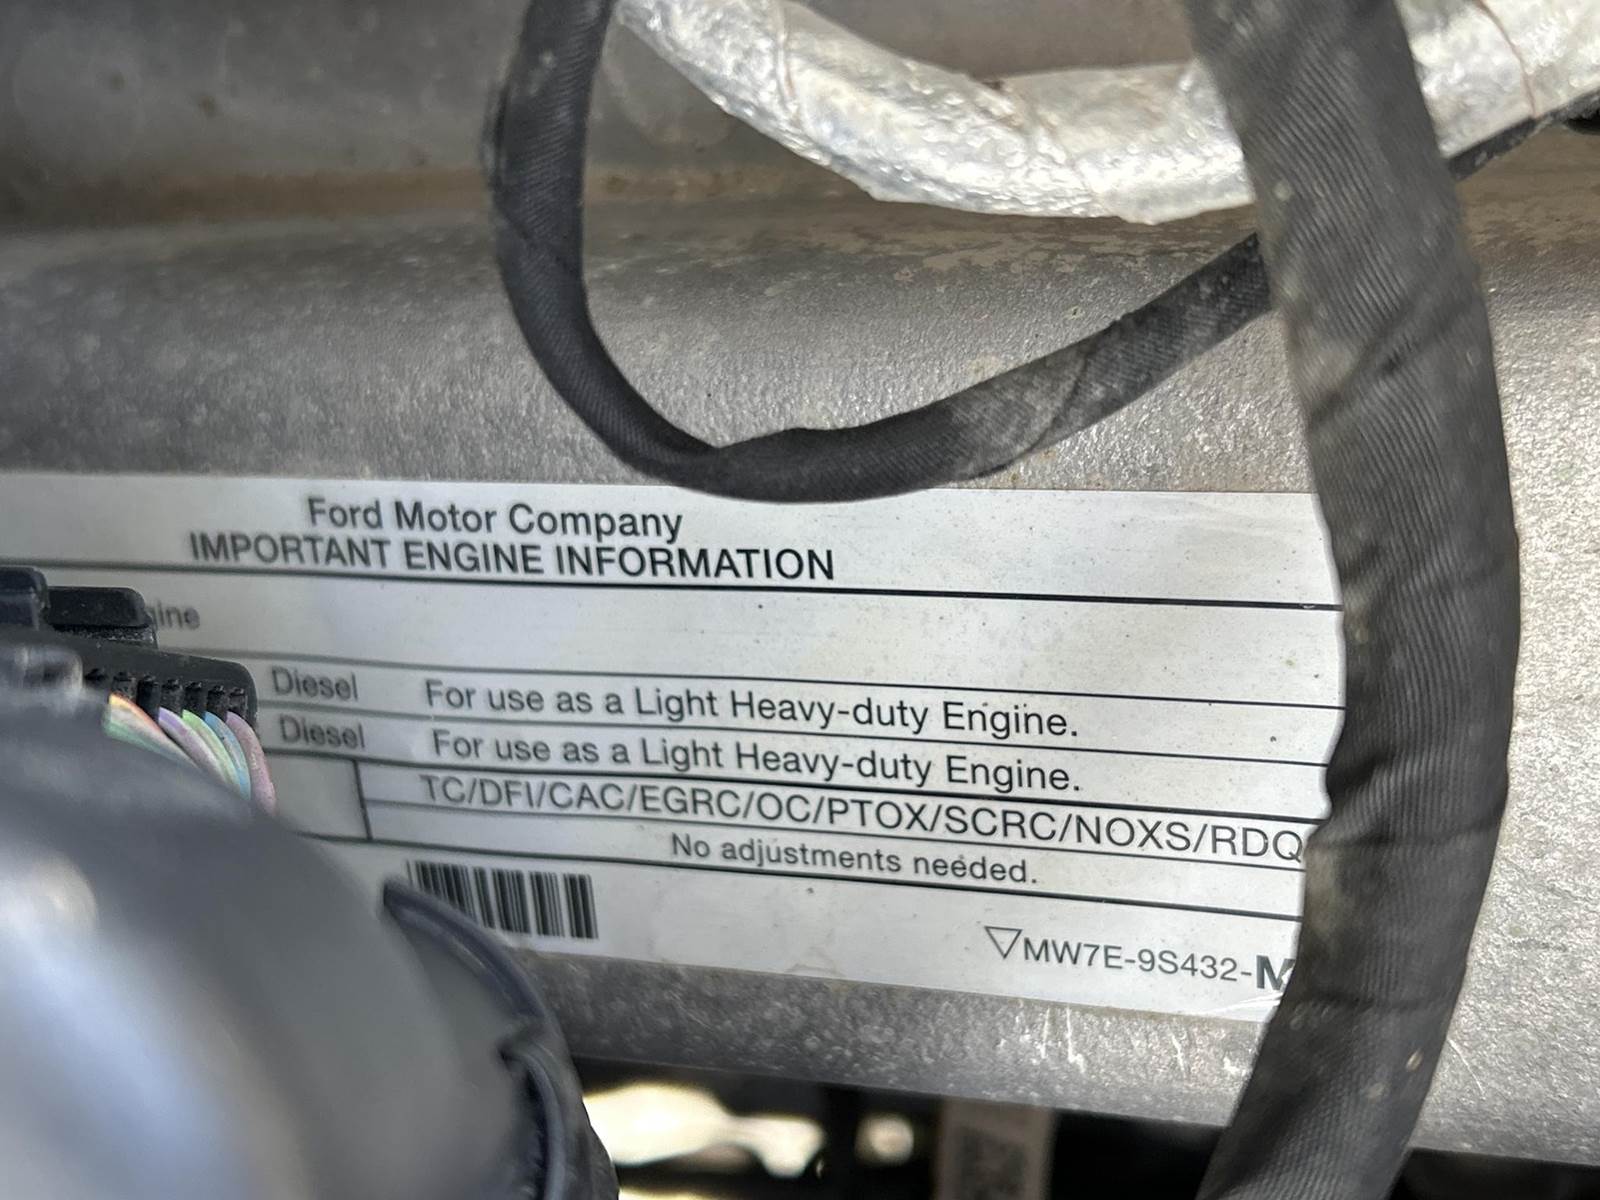 Ford Motor Company
IMPORTANT ENGINE INFORMATION
Diesel For use as a Light Heavy-duty Engine.
Diesel For use as a Light Heavy-duty Engine.
TC/DFI/CAC/EGRC/OC/PTOX/SCRC/NOXS/RDQ
No adjustments needed.
▽MW7E-9S432-M